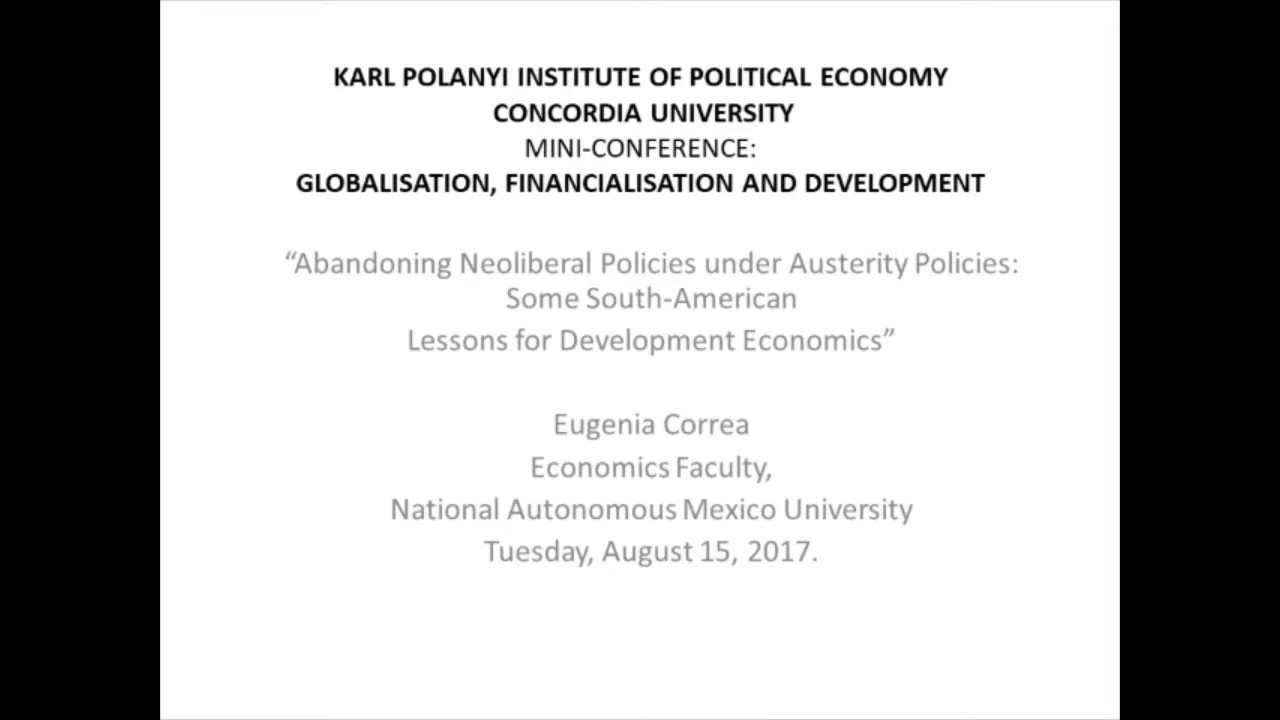 KARL POLANYI INSTITUTE OF POLITICAL ECONOMY
CONCORDIA UNIVERSITY
MINI-CONFERENCE:
GLOBALISATION, FINANCIALISATION AND DEVELOPMENT
“Abandoning Neoliberal Policies under Austerity Policies:
Some South-American
Lessons for Development Economics”
Eugenia Correa
Economics Faculty,
National Autonomous Mexico University
Tuesday, August 15, 2017.